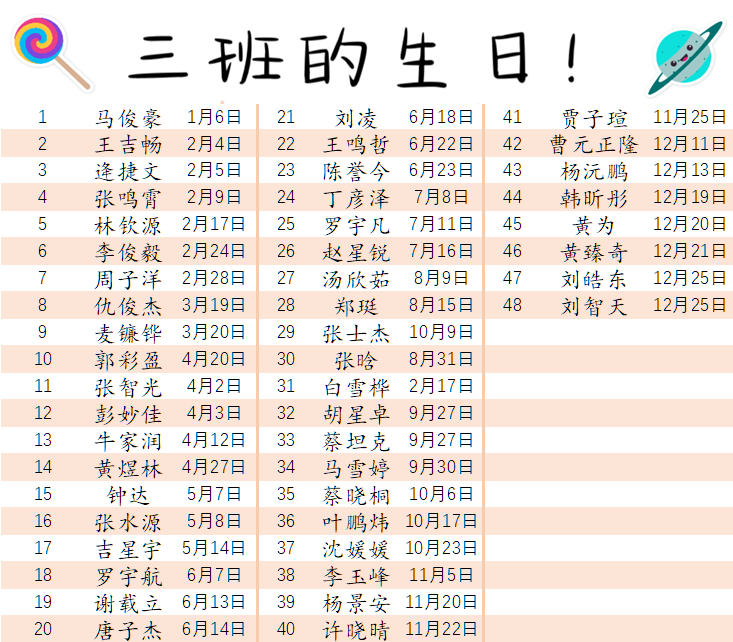 三班的生日!
1 马俊豪 1月6日
2 王吉畅 2月4日
3 逄捷文 2月5日
4 张鸣霄 2月9日
5 林钦源 2月17日
6 李俊毅 2月24日
7 周子洋 2月28日
8 仇俊杰 3月19日
9 麦镰铧 3月20日
10 郭彩盈 4月20日
11 张智光 4月2日
12 彭妙佳 4月3日
13 牛家润 4月12日
14 黄煜林 4月27日
15 钟达 5月7日
16 张水源 5月8日
17 吉星宇 5月14日
18 罗宇航 6月7日
19 谢载立 6月13日
20 唐子杰 6月14日
21 刘凌 6月18日
22 王鸣哲 6月22日
23 陈誉今 6月23日
24 丁彦泽 7月8日
25 罗宇凡 7月11日
26 赵星锐 7月16日
27 汤欣茹 8月9日
28 郑珽 8月15日
29 张士杰 10月9日
30 张晗 8月31日
31 白雪桦 2月17日
32 胡星卓 9月27日
33 蔡坦克 9月27日
34 马雪婷 9月30日
35 蔡晓桐 10月6日
36 叶鹏炜 10月17日
37 沈媛媛 10月23日
38 李玉峰 11月5日
39 杨景安 11月20日
40 许晓晴 11月22日
41 贾子瑄 11月25日
42 曹元正隆 12月11日
43 杨沅鹏 12月13日
44 韩昕彤 12月19日
45 黄为 12月20日
46 黄臻奇 12月21日
47 刘皓东 12月25日
48 刘智天 12月25日